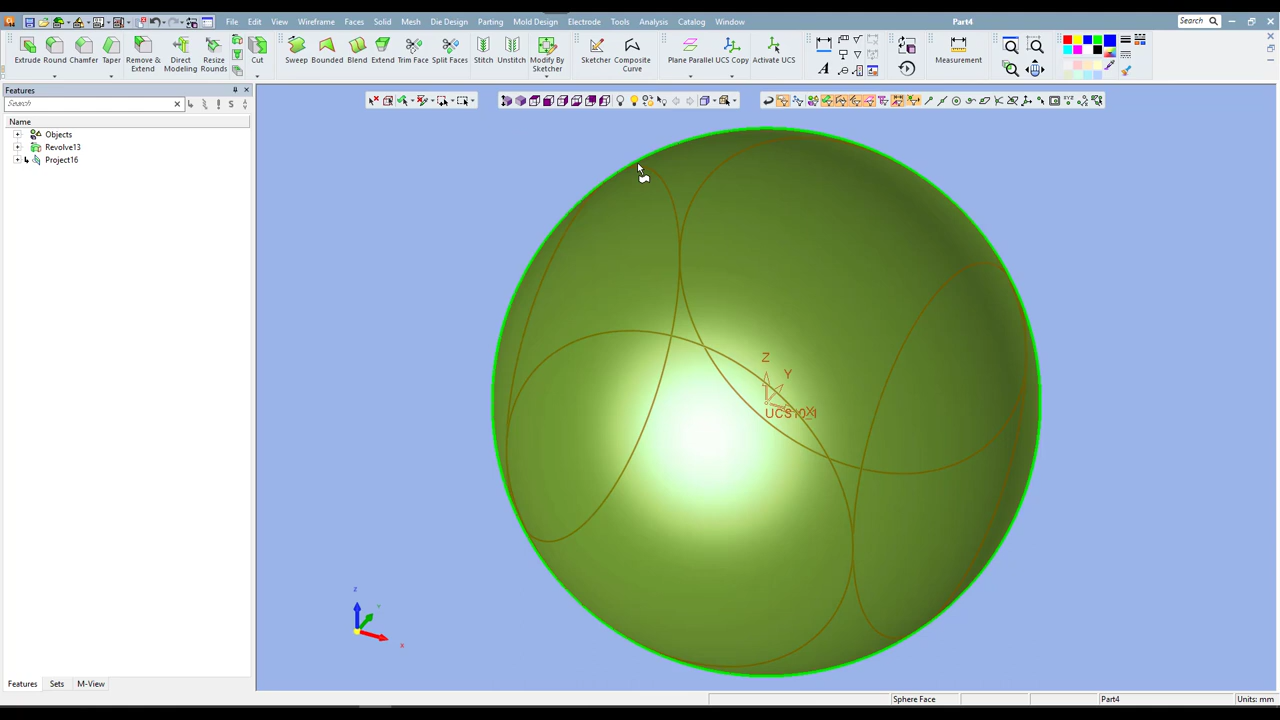 File Edit View Wireframe Faces Solid Mesh Die Design Parting Mold Design Electrode Tools Analysis Catalog Window Part4 Search
Extrude Round Chamfer Taper Remove & Extend Direct Modeling Resize Rounds Cut Sweep Bounded Blend Trim Split Faces Stitch Unstitch Modify By Sketcher Sketcher Composite Curve Plane Parallel UCS Copy Activate UCS Measurement
Features
Search
Name
Objects
Revolve13
Project16
Z
Y
X
Z
Y
X
Features Sets M-View
Sphere Face Part4 Units: mm